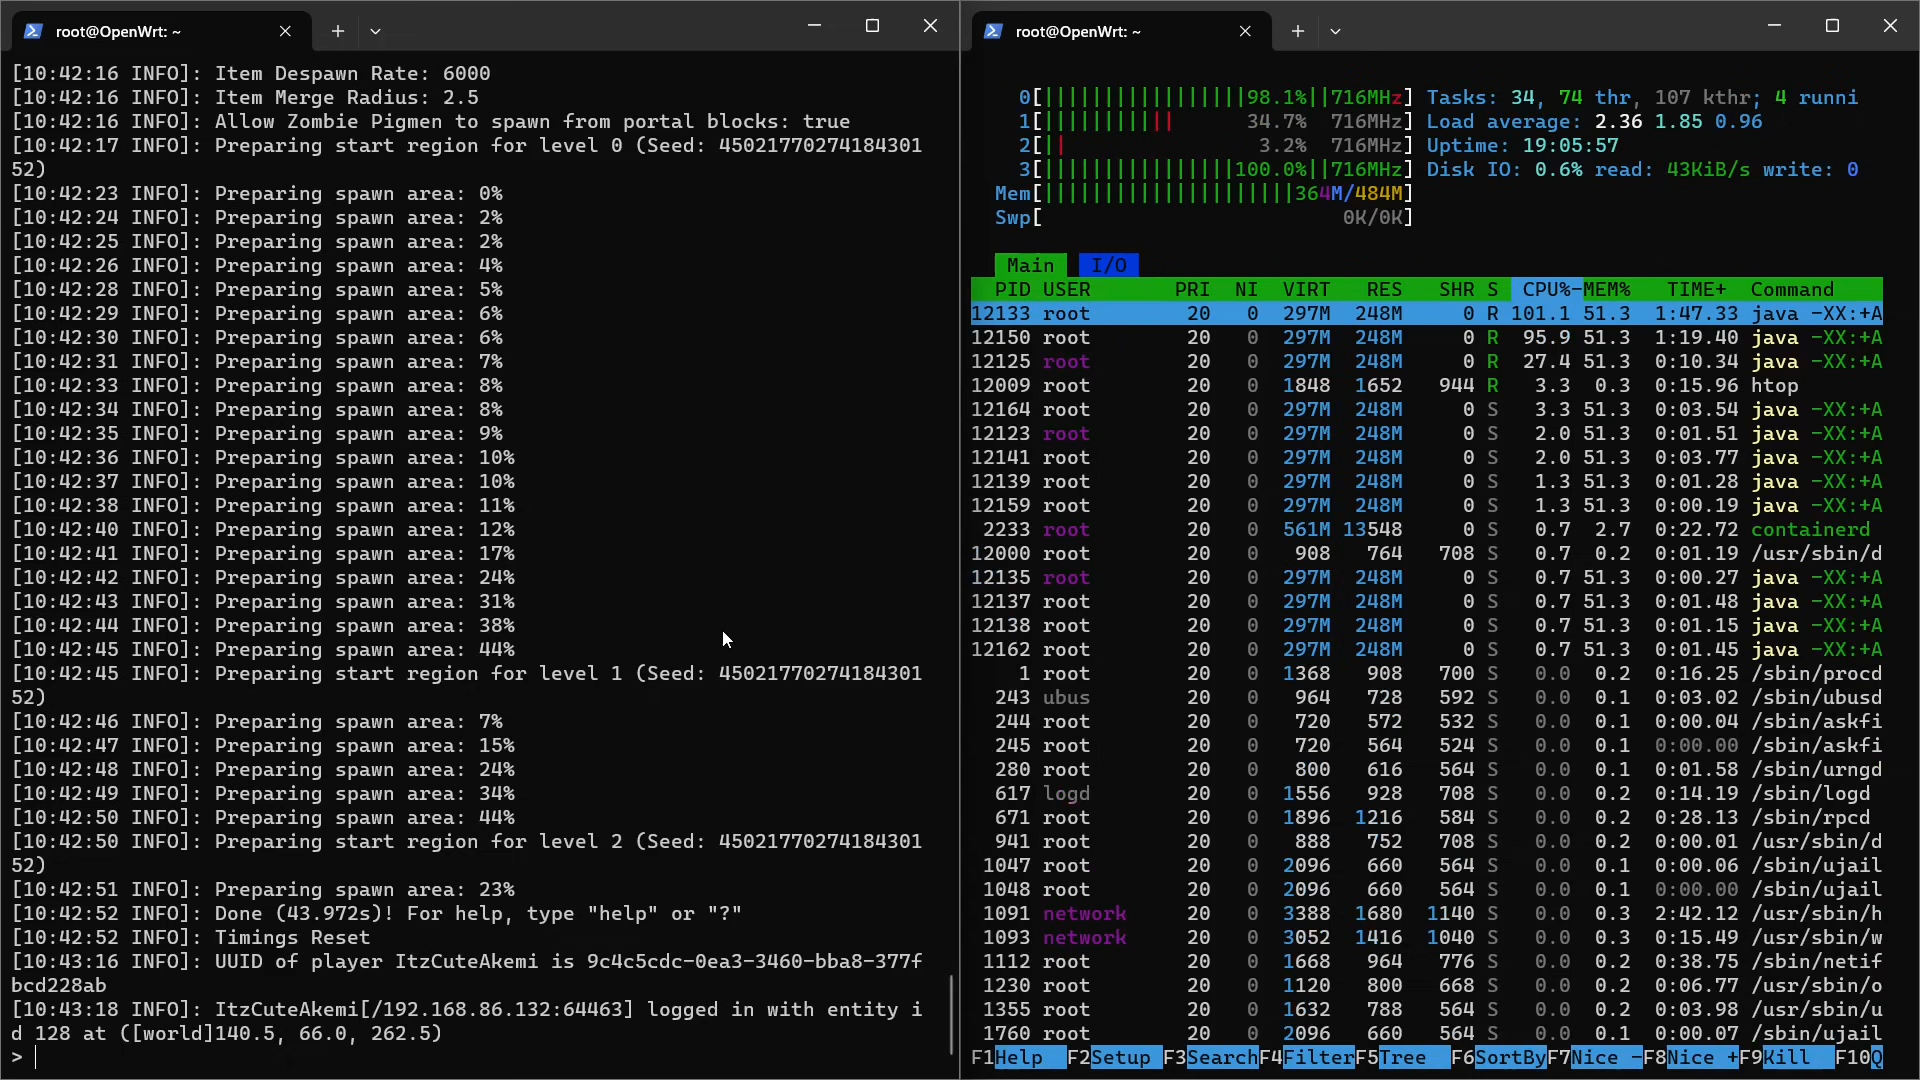 root@OpenWrt: ~
[10:42:16 INFO]: Item Despawn Rate: 6000
[10:42:16 INFO]: Item Merge Radius: 2.5
[10:42:16 INFO]: Allow Zombie Pigmen to spawn from portal blocks: true
[10:42:17 INFO]: Preparing start region for level 0 (Seed: 45021770274184301
52)
[10:42:23 INFO]: Preparing spawn area: 0%
[10:42:24 INFO]: Preparing spawn area: 2%
[10:42:25 INFO]: Preparing spawn area: 2%
[10:42:26 INFO]: Preparing spawn area: 4%
[10:42:28 INFO]: Preparing spawn area: 5%
[10:42:29 INFO]: Preparing spawn area: 6%
[10:42:30 INFO]: Preparing spawn area: 6%
[10:42:31 INFO]: Preparing spawn area: 7%
[10:42:33 INFO]: Preparing spawn area: 8%
[10:42:34 INFO]: Preparing spawn area: 8%
[10:42:35 INFO]: Preparing spawn area: 9%
[10:42:36 INFO]: Preparing spawn area: 10%
[10:42:37 INFO]: Preparing spawn area: 10%
[10:42:38 INFO]: Preparing spawn area: 11%
[10:42:40 INFO]: Preparing spawn area: 12%
[10:42:41 INFO]: Preparing spawn area: 17%
[10:42:42 INFO]: Preparing spawn area: 24%
[10:42:43 INFO]: Preparing spawn area: 31%
[10:42:44 INFO]: Preparing spawn area: 38%
[10:42:45 INFO]: Preparing spawn area: 44%
[10:42:45 INFO]: Preparing start region for level 1 (Seed: 45021770274184301
52)
[10:42:46 INFO]: Preparing spawn area: 7%
[10:42:47 INFO]: Preparing spawn area: 15%
[10:42:48 INFO]: Preparing spawn area: 24%
[10:42:49 INFO]: Preparing spawn area: 34%
[10:42:50 INFO]: Preparing spawn area: 44%
[10:42:50 INFO]: Preparing start region for level 2 (Seed: 45021770274184301
52)
[10:42:51 INFO]: Preparing spawn area: 23%
[10:42:52 INFO]: Done (43.972s)! For help, type "help" or "?"
[10:42:52 INFO]: Timings Reset
[10:43:16 INFO]: UUID of player ItzCuteAkemi is 9c4c5cdc-0ea3-3460-bba8-377f
bcd228ab
[10:43:18 INFO]: ItzCuteAkemi[/192.168.86.132:64463] logged in with entity i
d 128 at ([world]140.5, 66.0, 262.5)
>
root@OpenWrt: ~
0[|||||||||||||||||98.1%||716MHz] Tasks: 34, 74 thr, 107 kthr; 4 runni
1[||||||||||| 34.7% 716MHz] Load average: 2.36 1.85 0.96
2[|| 3.2% 716MHz] Uptime: 19:05:57
3[||||||||||||||||100.0%||716MHz] Disk IO: 0.6% read: 43KiB/s write: 0
Mem[|||||||||||||||||||||364M/484M]
Swp[ 0K/0K]
Main I/O
PID USER PRI NI VIRT RES SHR S CPU%-MEM% TIME+ Command
12133 root 20 0 297M 248M 0 R 101.1 51.3 1:47.33 java -XX:+A
12150 root 20 0 297M 248M 0 R 95.9 51.3 1:19.40 java -XX:+A
12125 root 20 0 297M 248M 0 R 27.4 51.3 0:10.34 java -XX:+A
12009 root 20 0 1848 1652 944 R 3.3 0.3 0:15.96 htop
12164 root 20 0 297M 248M 0 S 3.3 51.3 0:03.54 java -XX:+A
12123 root 20 0 297M 248M 0 S 2.0 51.3 0:01.51 java -XX:+A
12141 root 20 0 297M 248M 0 S 2.0 51.3 0:03.77 java -XX:+A
12139 root 20 0 297M 248M 0 S 1.3 51.3 0:01.28 java -XX:+A
12159 root 20 0 297M 248M 0 S 1.3 51.3 0:00.19 java -XX:+A
2233 root 20 0 561M 13548 0 S 0.7 2.7 0:22.72 containerd
12000 root 20 0 908 764 708 S 0.7 0.2 0:01.19 /usr/sbin/d
12135 root 20 0 297M 248M 0 S 0.7 51.3 0:00.27 java -XX:+A
12137 root 20 0 297M 248M 0 S 0.7 51.3 0:01.48 java -XX:+A
12138 root 20 0 297M 248M 0 S 0.7 51.3 0:01.15 java -XX:+A
12162 root 20 0 297M 248M 0 S 0.7 51.3 0:01.45 java -XX:+A
1 root 20 0 1368 908 700 S 0.0 0.2 0:16.25 /sbin/procd
243 ubus 20 0 964 728 592 S 0.0 0.1 0:03.02 /sbin/ubusd
244 root 20 0 720 572 532 S 0.0 0.1 0:00.04 /sbin/askfi
245 root 20 0 720 564 524 S 0.0 0.1 0:00.00 /sbin/askfi
280 root 20 0 800 616 564 S 0.0 0.1 0:01.58 /sbin/urngd
617 logd 20 0 1556 928 708 S 0.0 0.2 0:14.19 /sbin/logd
671 root 20 0 1896 1216 584 S 0.0 0.2 0:28.13 /sbin/rpcd
941 root 20 0 888 752 708 S 0.0 0.2 0:00.01 /usr/sbin/d
1047 root 20 0 2096 660 564 S 0.0 0.1 0:00.06 /sbin/ujail
1048 root 20 0 2096 660 564 S 0.0 0.1 0:00.00 /sbin/ujail
1091 network 20 0 3388 1680 1140 S 0.0 0.3 2:42.12 /usr/sbin/h
1093 network 20 0 3052 1416 1040 S 0.0 0.3 0:15.49 /usr/sbin/w
1112 root 20 0 1668 964 776 S 0.0 0.2 0:38.75 /sbin/netif
1230 root 20 0 1120 800 668 S 0.0 0.2 0:06.77 /usr/sbin/o
1355 root 20 0 1632 788 564 S 0.0 0.2 0:03.98 /usr/sbin/u
1760 root 20 0 2096 660 564 S 0.0 0.1 0:00.07 /sbin/ujail
F1Help F2Setup F3SearchF4FilterF5Tree F6SortByF7Nice -F8Nice +F9Kill F10Q